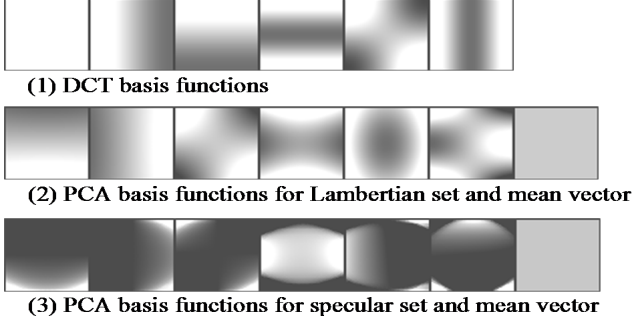 (1) DCT basis functions
(2) PCA basis functions for Lambertian set and mean vector
(3) PCA basis functions for specular set and mean vector